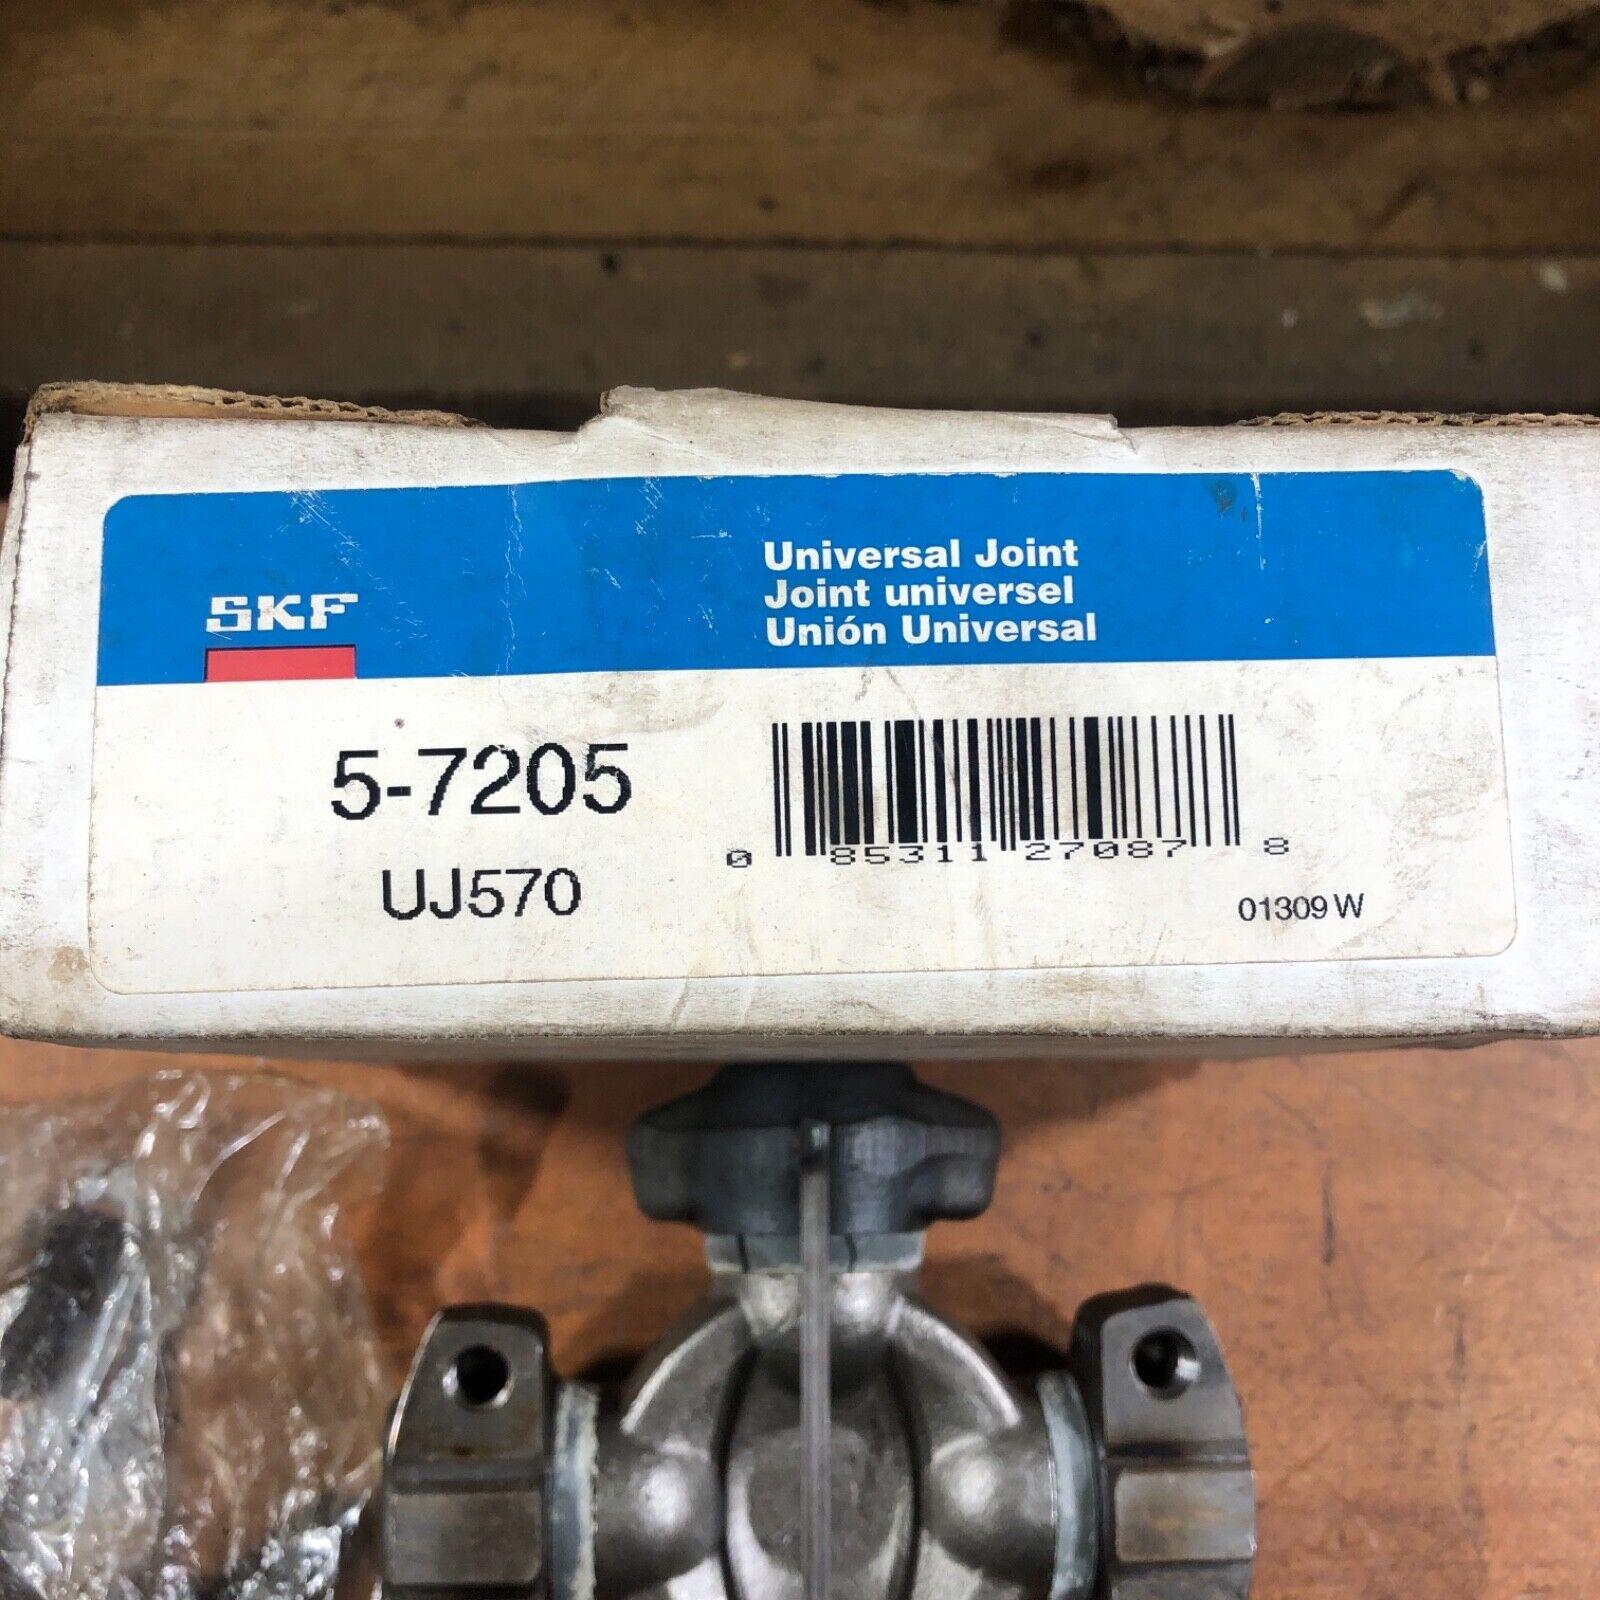 SKF
Universal Joint
Joint universel
Unión Universal
5-7205
UJ570
0 85311 27087 8
01309 W